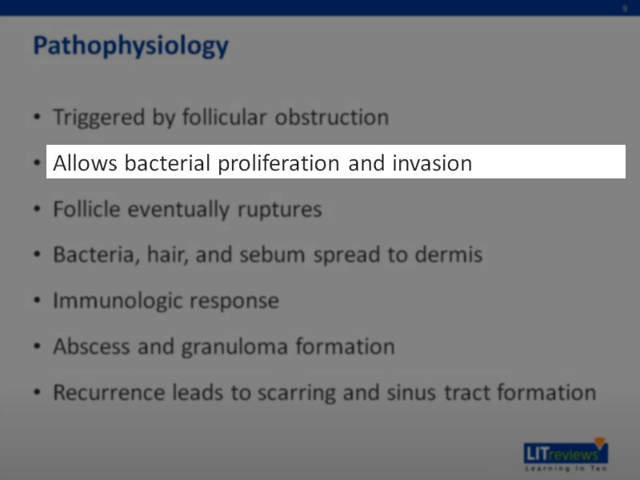 9
Pathophysiology
• Triggered by follicular obstruction
• Allows bacterial proliferation and invasion
• Follicle eventually ruptures
• Bacteria, hair, and sebum spread to dermis
• Immunologic response
• Abscess and granuloma formation
• Recurrence leads to scarring and sinus tract formation
LITreviews
Learning In Ten